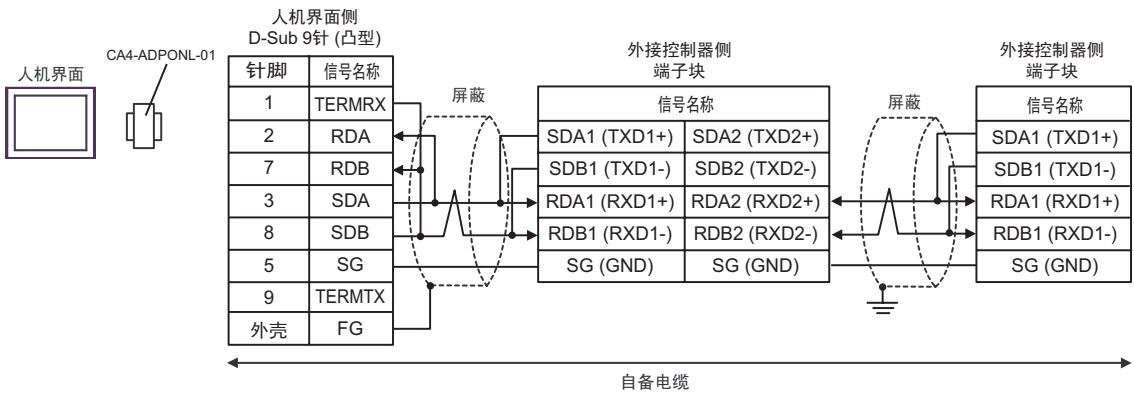 人机界面
CA4-ADPONL-01
人机界面侧
D-Sub 9针 (凸型)
针脚 信号名称
1 TERMRX
2 RDA
7 RDB
3 SDA
8 SDB
5 SG
9 TERMTX
外壳 FG
屏蔽
外接控制器侧
端子块
信号名称
SDA1 (TXD1+) SDA2 (TXD2+)
SDB1 (TXD1-) SDB2 (TXD2-)
RDA1 (RXD1+) RDA2 (RXD2+)
RDB1 (RXD1-) RDB2 (RXD2-)
SG (GND) SG (GND)
屏蔽
外接控制器侧
端子块
信号名称
SDA1 (TXD1+)
SDB1 (TXD1-)
RDA1 (RXD1+)
RDB1 (RXD1-)
SG (GND)
自备电缆